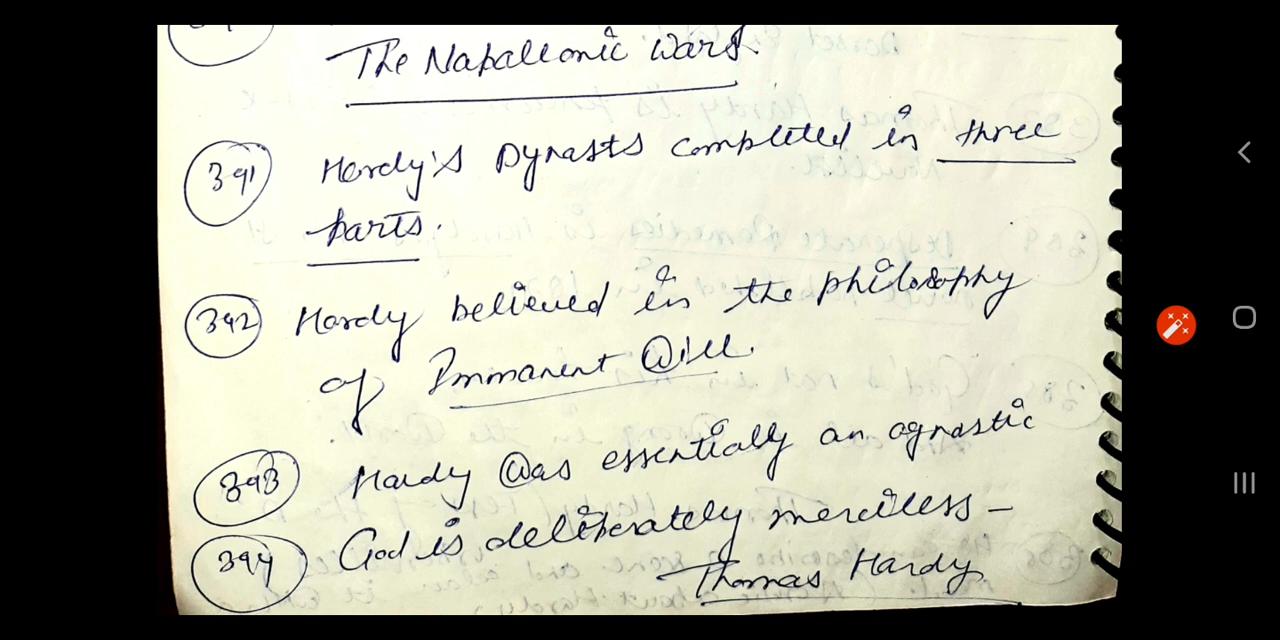 The Napaleonic Wars.
391 Hardy's Dynasts completed in three
parts.
392 Hardy believed in the philosophy
of Immanent Will.
393 Hardy was essentially an agnostic
394 God is deliberately merciless -
Thomas Hardy